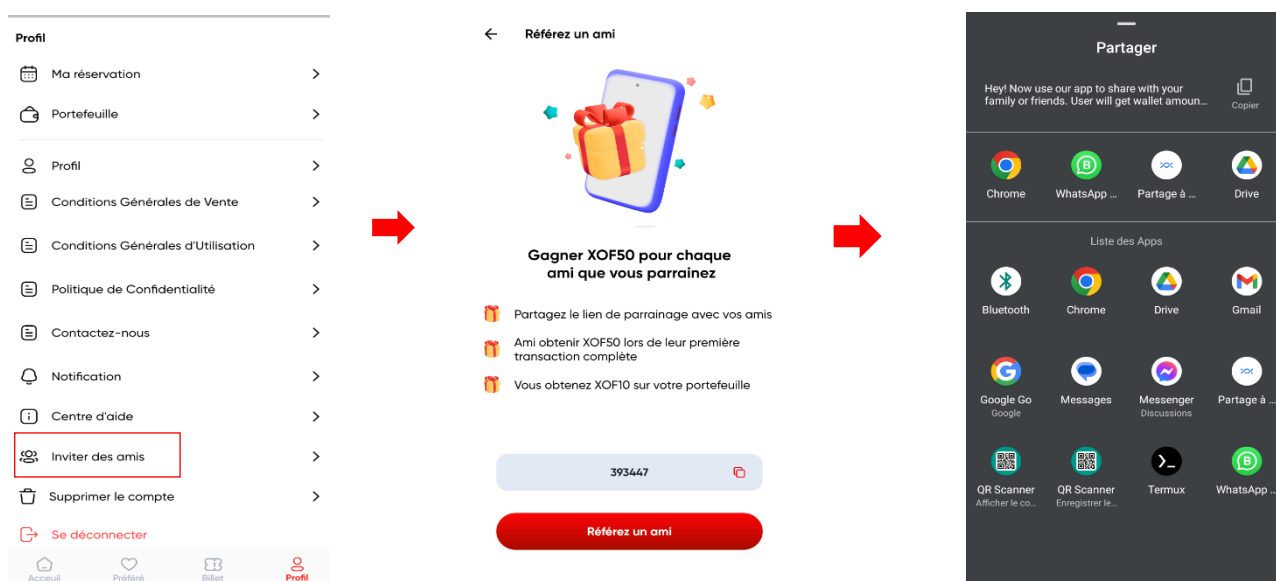 Profil
Ma réservation
Portefeuille
Profil
Conditions Générales de Vente
Conditions Générales d'Utilisation
Politique de Confidentialité
Contactez-nous
Notification
Centre d'aide
Inviter des amis
Supprimer le compte
Se déconnecter
Acceuil Préféré Billet Profil
Référez un ami
Gagner XOF50 pour chaque
ami que vous parrainez
Partagez le lien de parrainage avec vos amis
Ami obtenir XOF50 lors de leur première
transaction complète
Vous obtenez XOF10 sur votre portefeuille
393447
Référez un ami
Partager
Hey! Now use our app to share with your
family or friends. User will get wallet amoun...
Copier
Chrome WhatsApp ... Partage à ... Drive
Liste des Apps
Bluetooth Chrome Drive Gmail
Google Go Messages Messenger Partage à ...
Google Discussions
QR Scanner QR Scanner Termux WhatsApp ...
Afficher le co... Enregistrer le...